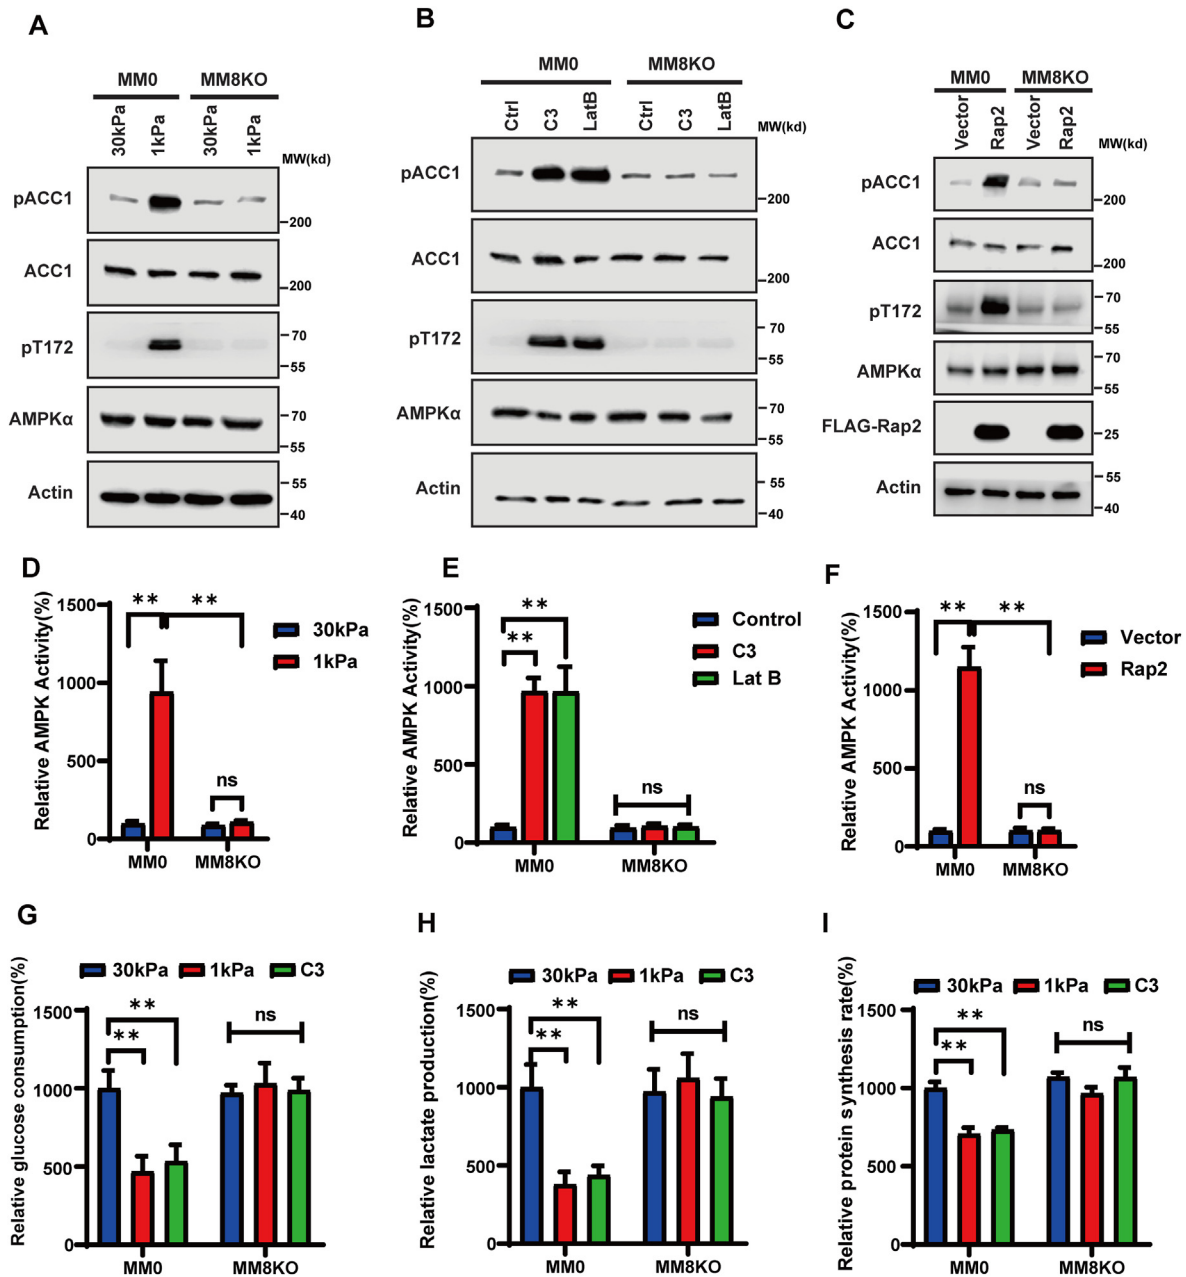 A
MM0 MM8KO
30kPa 1kPa 30kPa 1kPa
MW(kd)
pACC1
200
ACC1
200
pT172
70
55
AMPKα
70
55
Actin
55
40
B
MM0 MM8KO
Ctrl C3 LatB Ctrl C3 LatB
MW(kd)
pACC1
200
ACC1
200
pT172
70
55
AMPKα
70
55
Actin
55
40
C
MM0 MM8KO
Vector Rap2 Vector Rap2
MW(kd)
pACC1
200
ACC1
200
pT172
70
55
AMPKα
70
55
FLAG-Rap2
25
Actin
55
40
D
Relative AMPK Activity(%)
1500
1000
500
0
** **
ns
30kPa
1kPa
MM0 MM8KO
E
Relative AMPK Activity(%)
1500
1000
500
0
**
**
ns
Control
C3
Lat B
MM0 MM8KO
F
Relative AMPK Activity(%)
1500
1000
500
0
** **
ns
Vector
Rap2
MM0 MM8KO
G
30kPa 1kPa C3
Relative glucose consumption(%)
1500
1000
500
0
**
**
ns
MM0 MM8KO
H
30kPa 1kPa C3
Relative lactate production(%)
1500
1000
500
0
**
**
ns
MM0 MM8KO
I
30kPa 1kPa C3
Relative protein synthesis rate(%)
1500
1000
500
0
**
**
ns
MM0 MM8KO